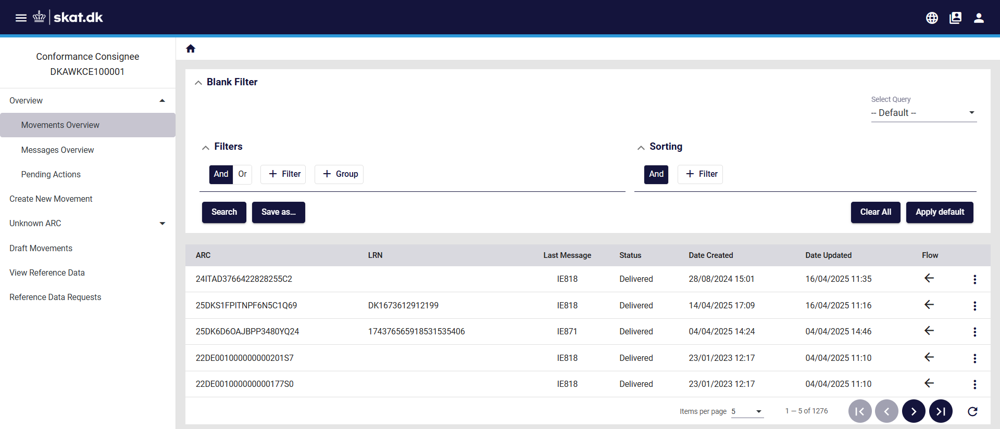 skat.dk
Conformance Consignee
DKAWKCE100001
Overview
Movements Overview
Messages Overview
Pending Actions
Create New Movement
Unknown ARC
Draft Movements
View Reference Data
Reference Data Requests
Blank Filter
Select Query
-- Default --
Filters
And Or + Filter + Group
Sorting
And + Filter
Search Save as... Clear All Apply default
ARC LRN Last Message Status Date Created Date Updated Flow
24ITAD3766422828255C2 IE818 Delivered 28/08/2024 15:01 16/04/2025 11:35
25DKS1FPITNPF6N5C1Q69 DK1673612912199 IE818 Delivered 14/04/2025 17:09 16/04/2025 11:16
25DK6D6OAJBPP3480YQ24 174376565918531535406 IE871 Delivered 04/04/2025 14:24 04/04/2025 14:46
22DE001000000000201S7 IE818 Delivered 23/01/2023 12:17 04/04/2025 11:10
22DE001000000000177S0 IE818 Delivered 23/01/2023 12:17 04/04/2025 11:10
Items per page 5 1 – 5 of 1276